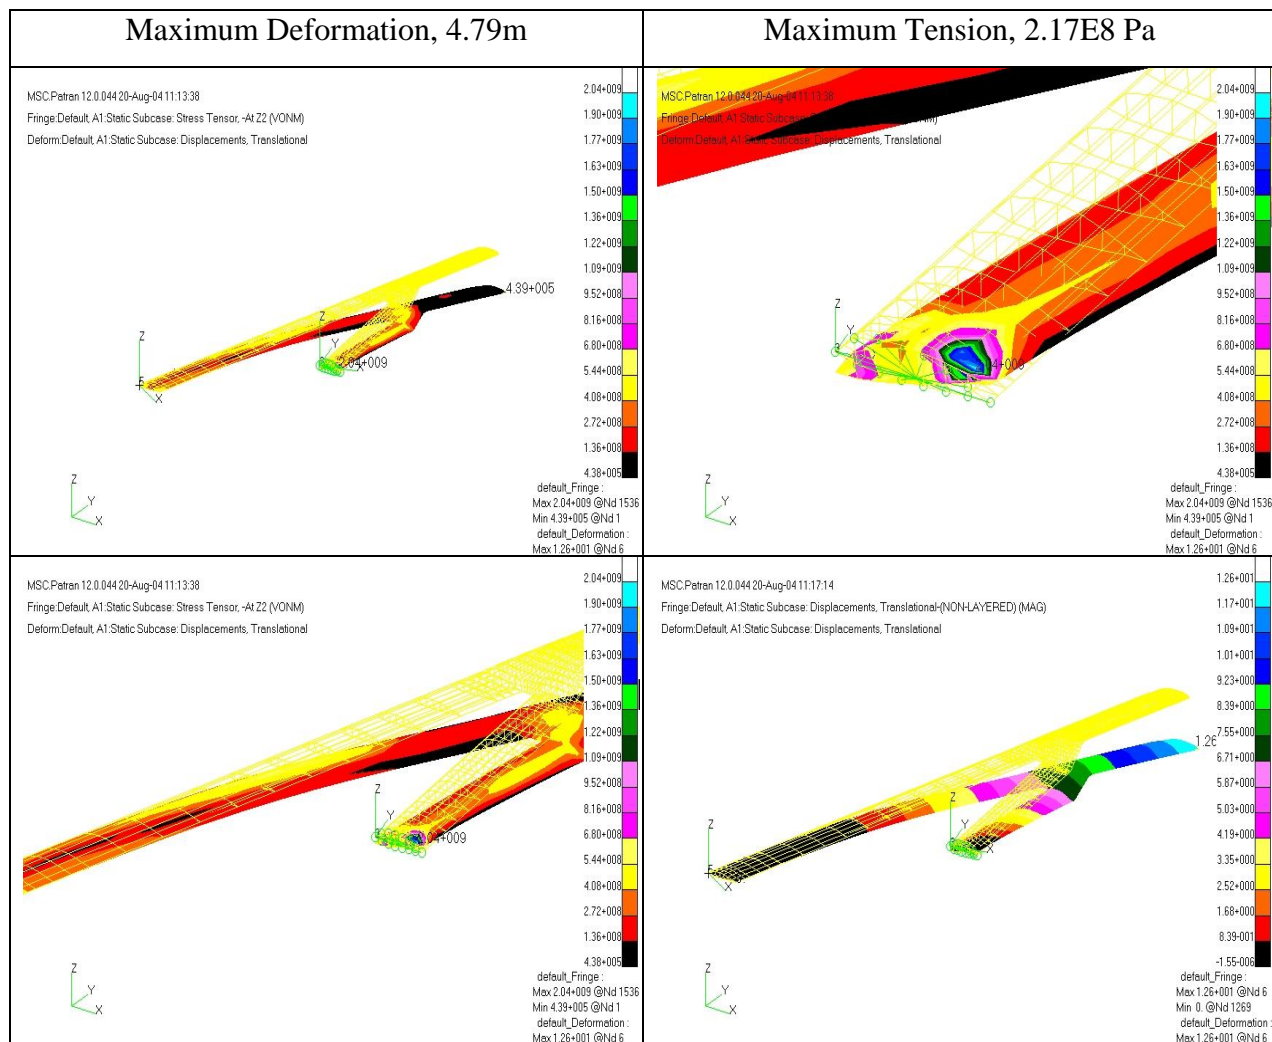 Maximum Deformation, 4.79m
Maximum Tension, 2.17E8 Pa
MSC.Patran 12.0.044 20-Aug-04 11:13:38
Fringe:Default, A1:Static Subcase: Stress Tensor, -At Z2 (VONM)
Deform:Default, A1:Static Subcase: Displacements, Translational
2.04+009
1.90+009
1.77+009
1.63+009
1.50+009
1.36+009
1.22+009
1.09+009
9.52+008
8.16+008
6.80+008
5.44+008
4.08+008
2.72+008
1.36+008
4.38+005
4.39+005
2.04+009
Z
Y
X
Z
X
Z
Y
X
default_Fringe :
Max 2.04+009 @Nd 1536
Min 4.39+005 @Nd 1
default_Deformation :
Max 1.26+001 @Nd 6
MSC.Patran 12.0.044 20-Aug-04 11:13:38
Fringe:Default, A1:Static Subcase:
Deform:Default, A1:Static Subcase: Displacements, Translational
2.04+009
1.90+009
1.77+009
1.63+009
1.50+009
1.36+009
1.22+009
1.09+009
9.52+008
8.16+008
6.80+008
5.44+008
4.08+008
2.72+008
1.36+008
4.38+005
Z
Y
4+009
Z
Y
X
default_Fringe :
Max 2.04+009 @Nd 1536
Min 4.39+005 @Nd 1
default_Deformation :
Max 1.26+001 @Nd 6
MSC.Patran 12.0.044 20-Aug-04 11:13:38
Fringe:Default, A1:Static Subcase: Stress Tensor, -At Z2 (VONM)
Deform:Default, A1:Static Subcase: Displacements, Translational
2.04+009
1.90+009
1.77+009
1.63+009
1.50+009
1.36+009
1.22+009
1.09+009
9.52+008
8.16+008
6.80+008
5.44+008
4.08+008
2.72+008
1.36+008
4.38+005
Z
Y
04+009
Z
Y
X
default_Fringe :
Max 2.04+009 @Nd 1536
Min 4.39+005 @Nd 1
default_Deformation :
Max 1.26+001 @Nd 6
MSC.Patran 12.0.044 20-Aug-04 11:17:14
Fringe:Default, A1:Static Subcase: Displacements, Translational-(NON-LAYERED) (MAG)
Deform:Default, A1:Static Subcase: Displacements, Translational
1.26+001
1.17+001
1.09+001
1.01+001
9.23+000
8.39+000
7.55+000
6.71+000
5.87+000
5.03+000
4.19+000
3.35+000
2.52+000
1.68+000
8.39-001
-1.55-006
1.26
Z
Y
X
Z
X
Z
Y
X
default_Fringe :
Max 1.26+001 @Nd 6
Min 0. @Nd 1269
default_Deformation :
Max 1.26+001 @Nd 6